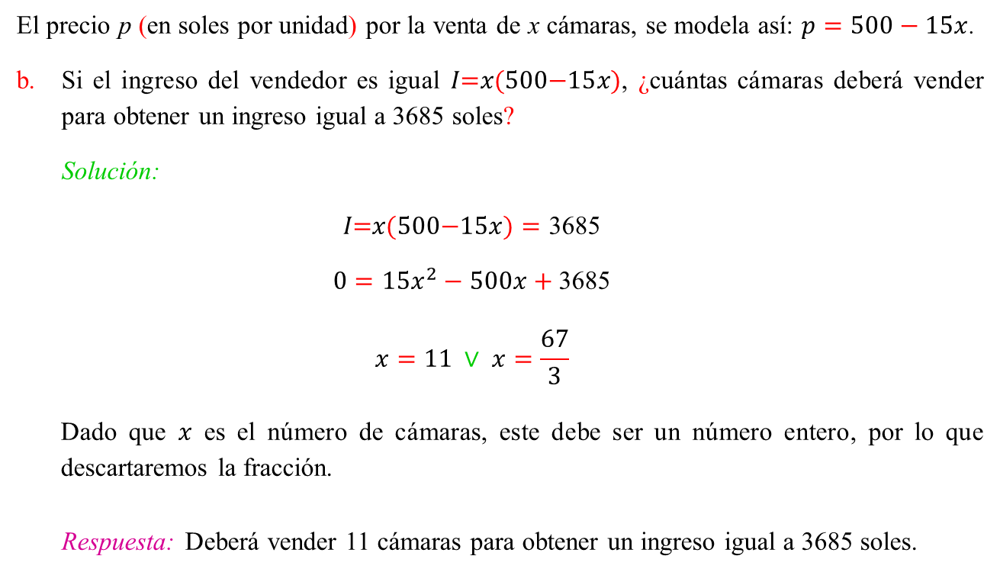 El precio p (en soles por unidad) por la venta de x cámaras, se modela así: p = 500 − 15x.
b. Si el ingreso del vendedor es igual I=x(500−15x), ¿cuántas cámaras deberá vender
para obtener un ingreso igual a 3685 soles?
Solución:
I=x(500−15x) = 3685
0 = 15x² − 500x + 3685
x = 11 ∨ x = 67/3
Dado que x es el número de cámaras, este debe ser un número entero, por lo que
descartaremos la fracción.
Respuesta: Deberá vender 11 cámaras para obtener un ingreso igual a 3685 soles.